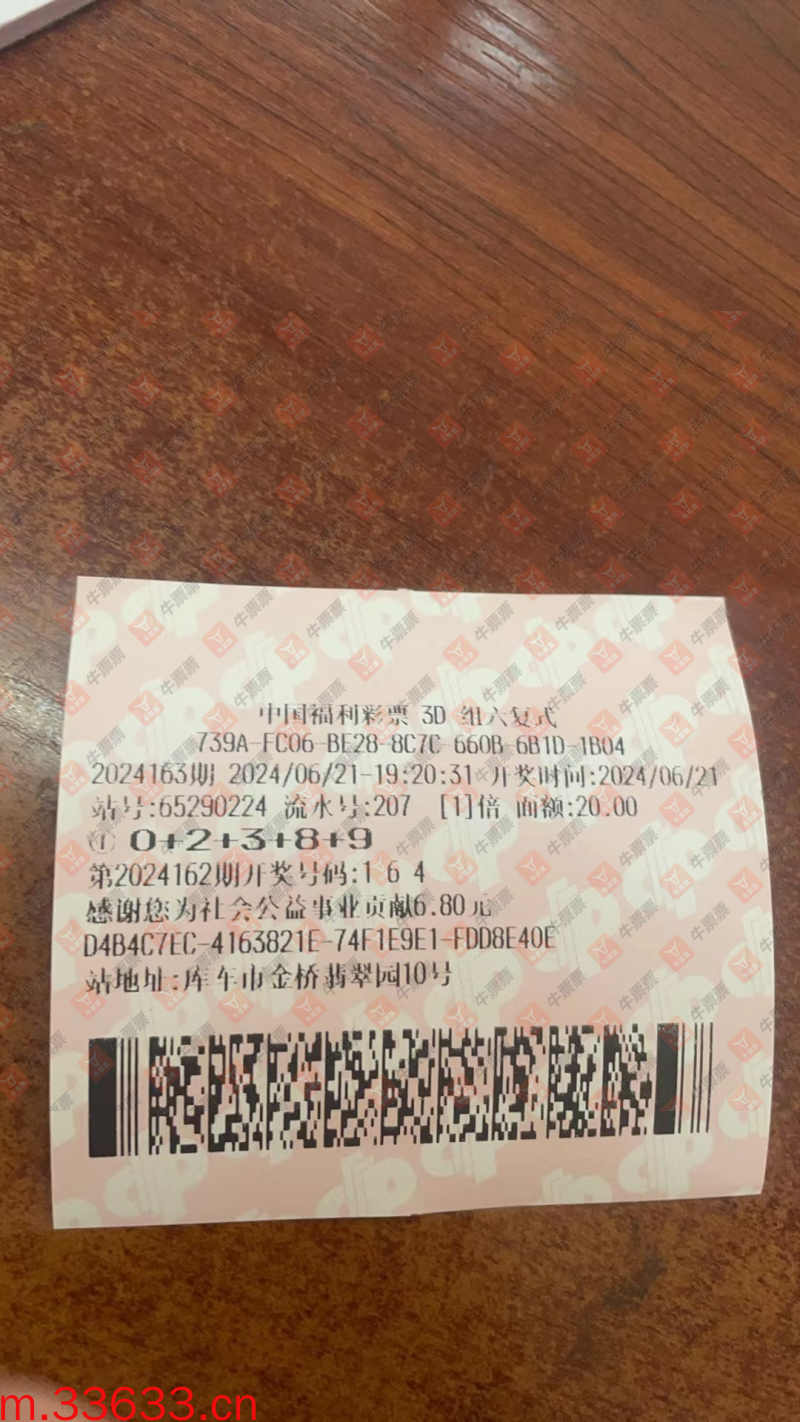 中国福利彩票 3D 组六复式
739A-FC06-BE28-8C7C-660B-6B1D-1B04
2024163期 2024/06/21-19:20:31 开奖时间:2024/06/21
站号:65290224 流水号:207 [1]倍 面额:20.00
① 0+2+3+8+9
第2024162期开奖号码:1 6 4
感谢您为社会公益事业贡献6.80元
D4B4C7EC-4163821E-74F1E9E1-FDD8E40E
站地址:库车市金桥翡翠园10号
牛票票
m.33633.cn